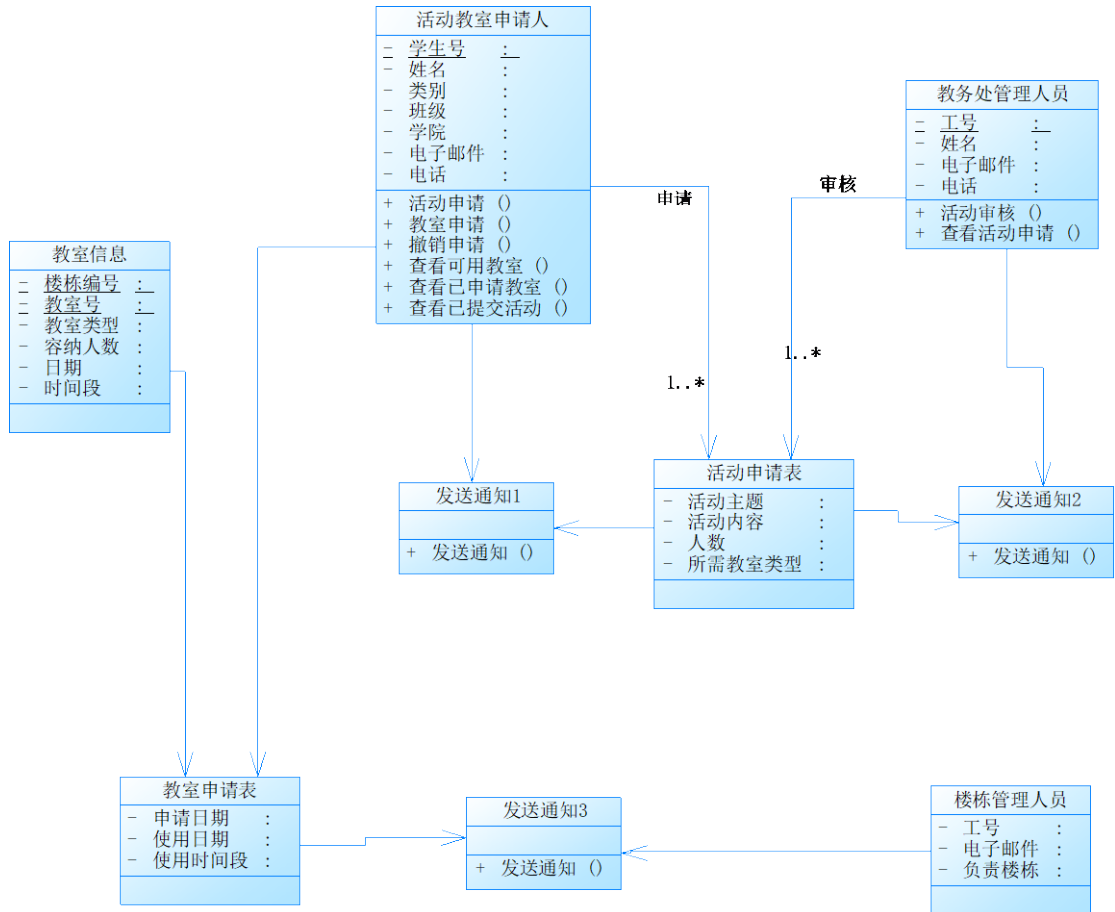 活动教室申请人
- 学生号 :
- 姓名 :
- 类别 :
- 班级 :
- 学院 :
- 电子邮件 :
- 电话 :
+ 活动申请 ()
+ 教室申请 ()
+ 撤销申请 ()
+ 查看可用教室 ()
+ 查看已申请教室 ()
+ 查看已提交活动 ()
教务处管理人员
- 工号 :
- 姓名 :
- 电子邮件 :
- 电话 :
+ 活动审核 ()
+ 查看活动申请 ()
申请
审核
教室信息
- 楼栋编号 :
- 教室号 :
- 教室类型 :
- 容纳人数 :
- 日期 :
- 时间段 :
1..*
1..*
发送通知1
+ 发送通知 ()
活动申请表
- 活动主题 :
- 活动内容 :
- 人数 :
- 所需教室类型 :
发送通知2
+ 发送通知 ()
教室申请表
- 申请日期 :
- 使用日期 :
- 使用时间段 :
发送通知3
+ 发送通知 ()
楼栋管理人员
- 工号 :
- 电子邮件 :
- 负责楼栋 :